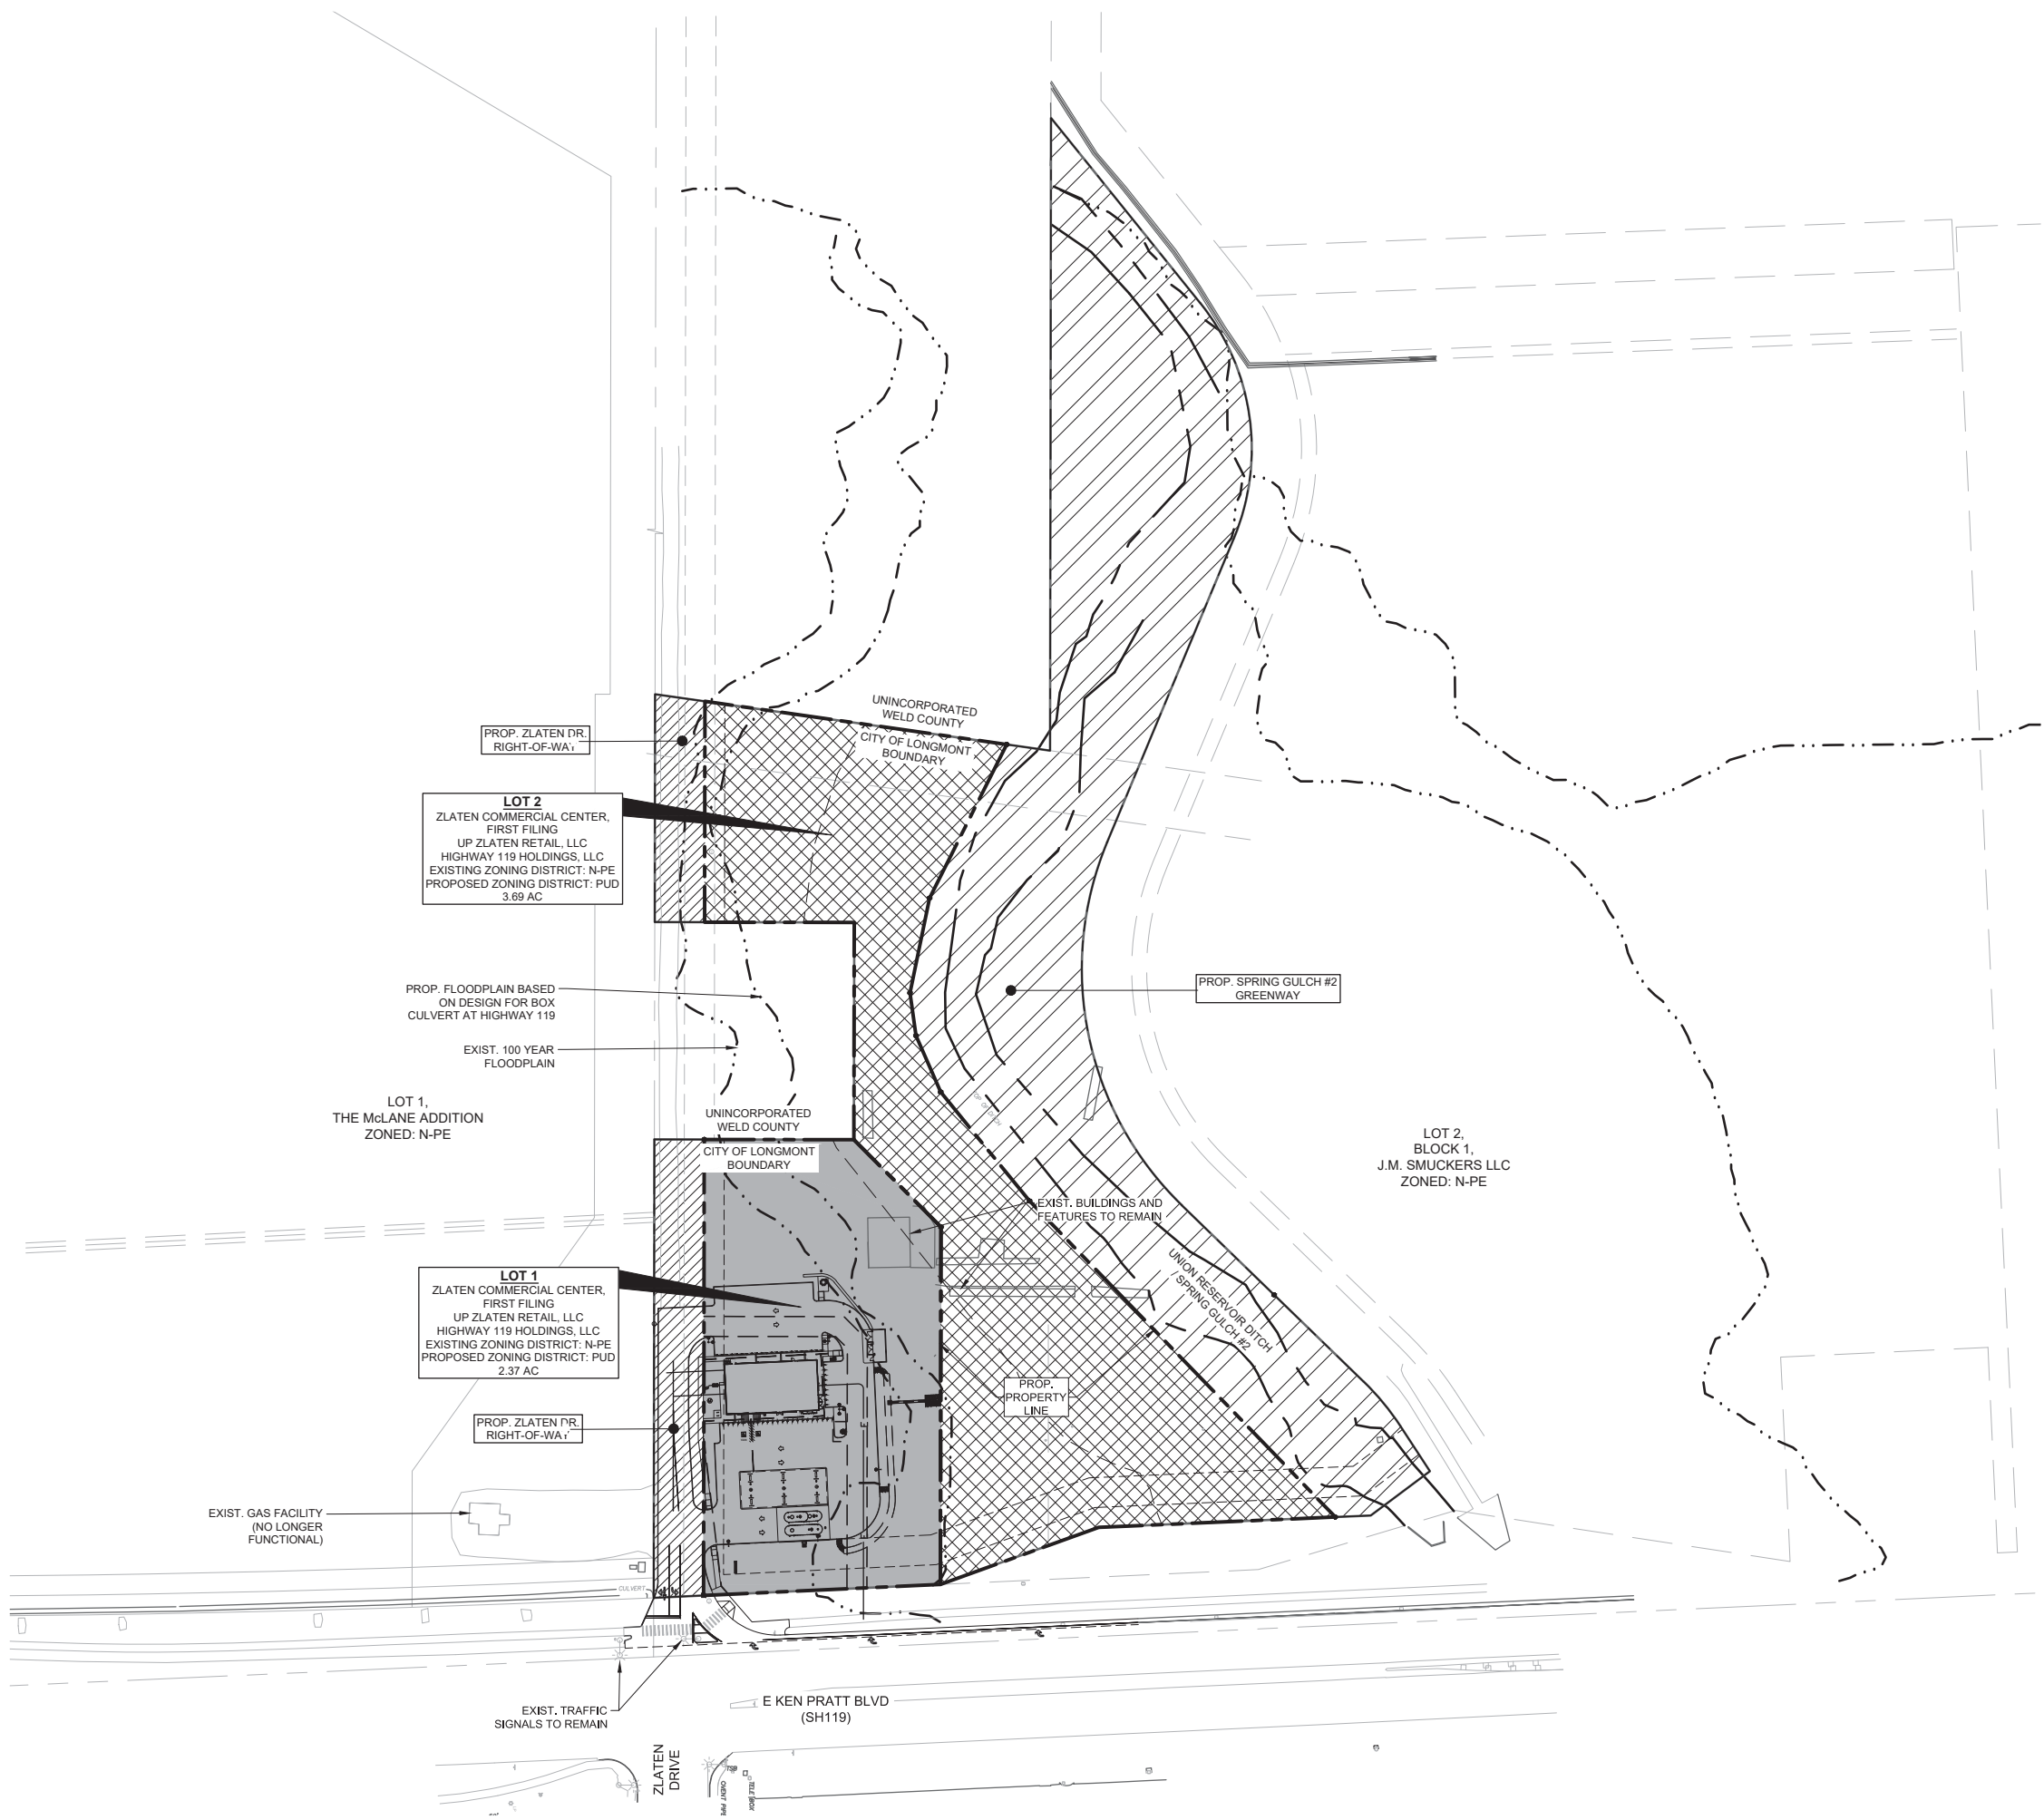 UNINCORPORATED
WELD COUNTY
CITY OF LONGMONT
BOUNDARY
PROP. ZLATEN DR.
RIGHT-OF-WAY
LOT 2
ZLATEN COMMERCIAL CENTER,
FIRST FILING
UP ZLATEN RETAIL, LLC
HIGHWAY 119 HOLDINGS, LLC
EXISTING ZONING DISTRICT: N-PE
PROPOSED ZONING DISTRICT: PUD
3.69 AC
PROP. FLOODPLAIN BASED
ON DESIGN FOR BOX
CULVERT AT HIGHWAY 119
PROP. SPRING GULCH #2
GREENWAY
EXIST. 100 YEAR
FLOODPLAIN
LOT 1,
THE McLANE ADDITION
ZONED: N-PE
UNINCORPORATED
WELD COUNTY
CITY OF LONGMONT
BOUNDARY
TOP OF DITCH
LOT 2,
BLOCK 1,
J.M. SMUCKERS LLC
ZONED: N-PE
EXIST. BUILDINGS AND
FEATURES TO REMAIN
UNION RESERVOIR DITCH
/ SPRING GULCH #2
LOT 1
ZLATEN COMMERCIAL CENTER,
FIRST FILING
UP ZLATEN RETAIL, LLC
HIGHWAY 119 HOLDINGS, LLC
EXISTING ZONING DISTRICT: N-PE
PROPOSED ZONING DISTRICT: PUD
2.37 AC
PROP.
PROPERTY
LINE
PROP. ZLATEN DR.
RIGHT-OF-WAY
EXIST. GAS FACILITY
(NO LONGER
FUNCTIONAL)
CULVERT
EXIST. TRAFFIC
SIGNALS TO REMAIN
E KEN PRATT BLVD
(SH119)
ZLATEN
DRIVE
TSB
TELE BOX